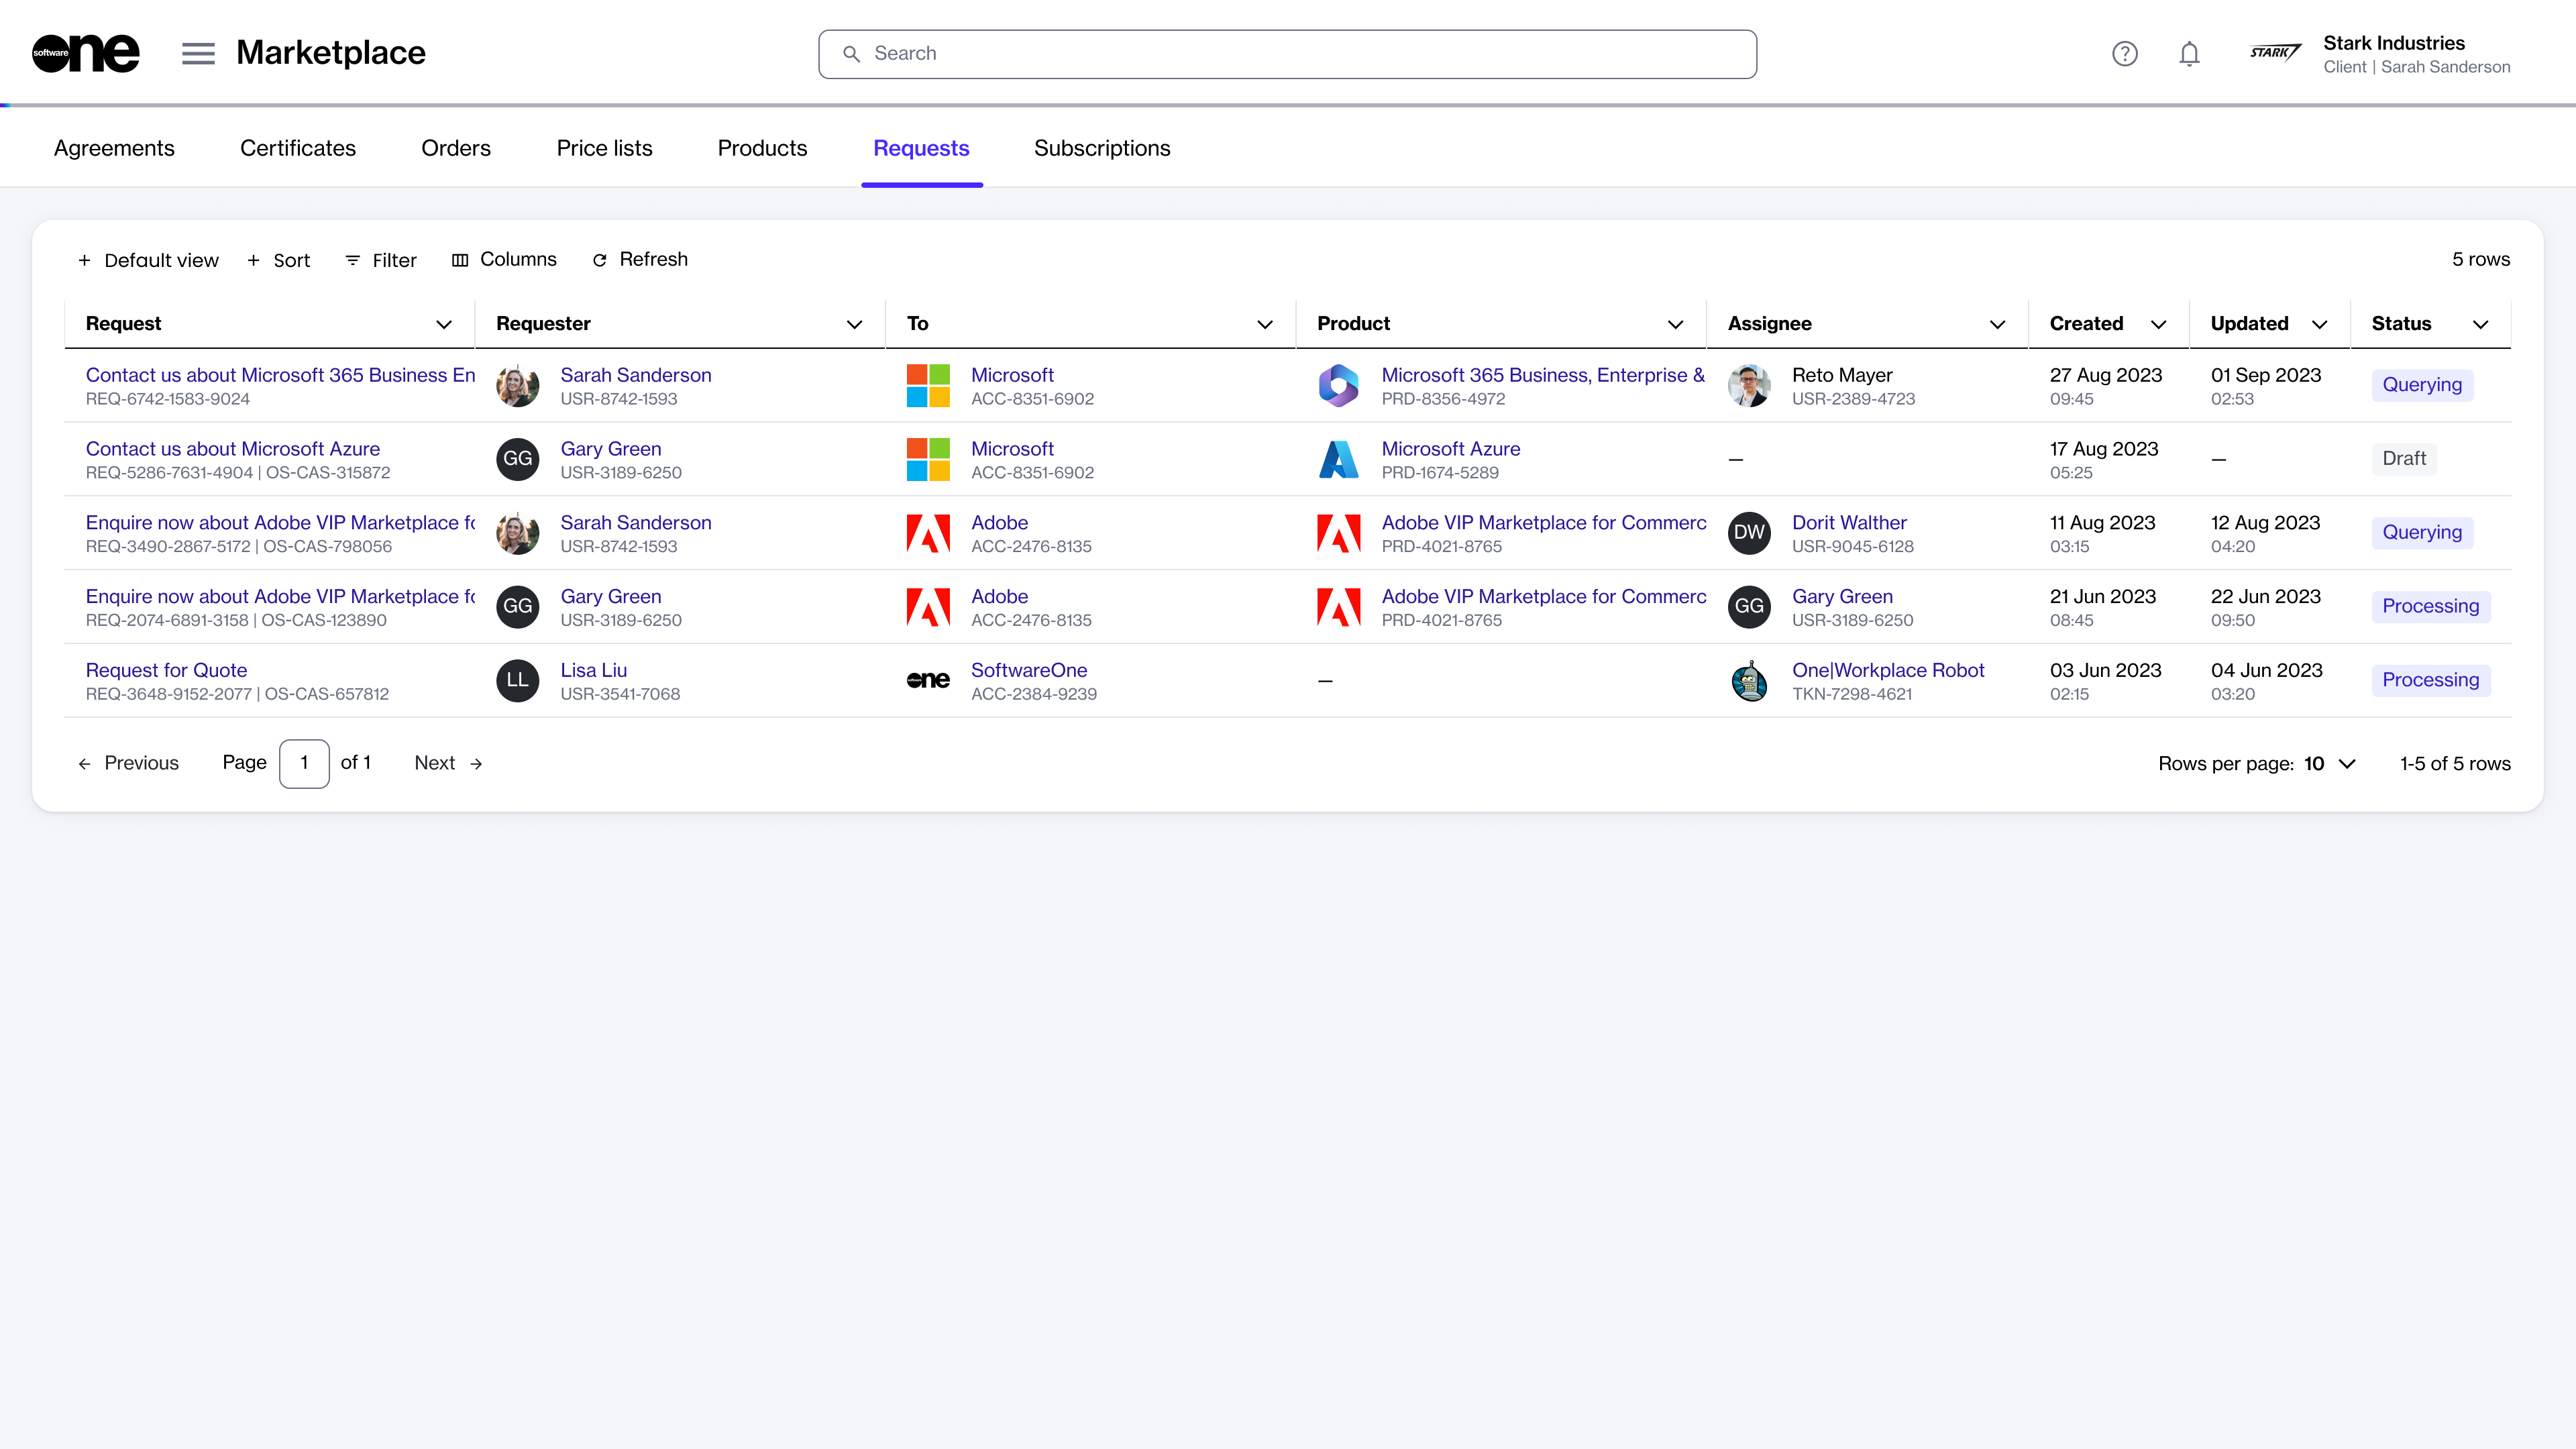 software one
Marketplace
Search
STARK
Stark Industries
Client | Sarah Sanderson
Agreements
Certificates
Orders
Price lists
Products
Requests
Subscriptions
+ Default view
+ Sort
Filter
Columns
Refresh
5 rows
Request
Requester
To
Product
Assignee
Created
Updated
Status
Contact us about Microsoft 365 Business En
REQ-6742-1583-9024
Sarah Sanderson
USR-8742-1593
Microsoft
ACC-8351-6902
Microsoft 365 Business, Enterprise &
PRD-8356-4972
Reto Mayer
USR-2389-4723
27 Aug 2023
09:45
01 Sep 2023
02:53
Querying
Contact us about Microsoft Azure
REQ-5286-7631-4904 | OS-CAS-315872
GG
Gary Green
USR-3189-6250
Microsoft
ACC-8351-6902
Microsoft Azure
PRD-1674-5289
—
17 Aug 2023
05:25
—
Draft
Enquire now about Adobe VIP Marketplace fo
REQ-3490-2867-5172 | OS-CAS-798056
Sarah Sanderson
USR-8742-1593
Adobe
ACC-2476-8135
Adobe VIP Marketplace for Commerc
PRD-4021-8765
DW
Dorit Walther
USR-9045-6128
11 Aug 2023
03:15
12 Aug 2023
04:20
Querying
Enquire now about Adobe VIP Marketplace fo
REQ-2074-6891-3158 | OS-CAS-123890
GG
Gary Green
USR-3189-6250
Adobe
ACC-2476-8135
Adobe VIP Marketplace for Commerc
PRD-4021-8765
GG
Gary Green
USR-3189-6250
21 Jun 2023
08:45
22 Jun 2023
09:50
Processing
Request for Quote
REQ-3648-9152-2077 | OS-CAS-657812
LL
Lisa Liu
USR-3541-7068
one
SoftwareOne
ACC-2384-9239
—
One|Workplace Robot
TKN-7298-4621
03 Jun 2023
02:15
04 Jun 2023
03:20
Processing
Previous
Page 1 of 1
Next
Rows per page: 10
1-5 of 5 rows